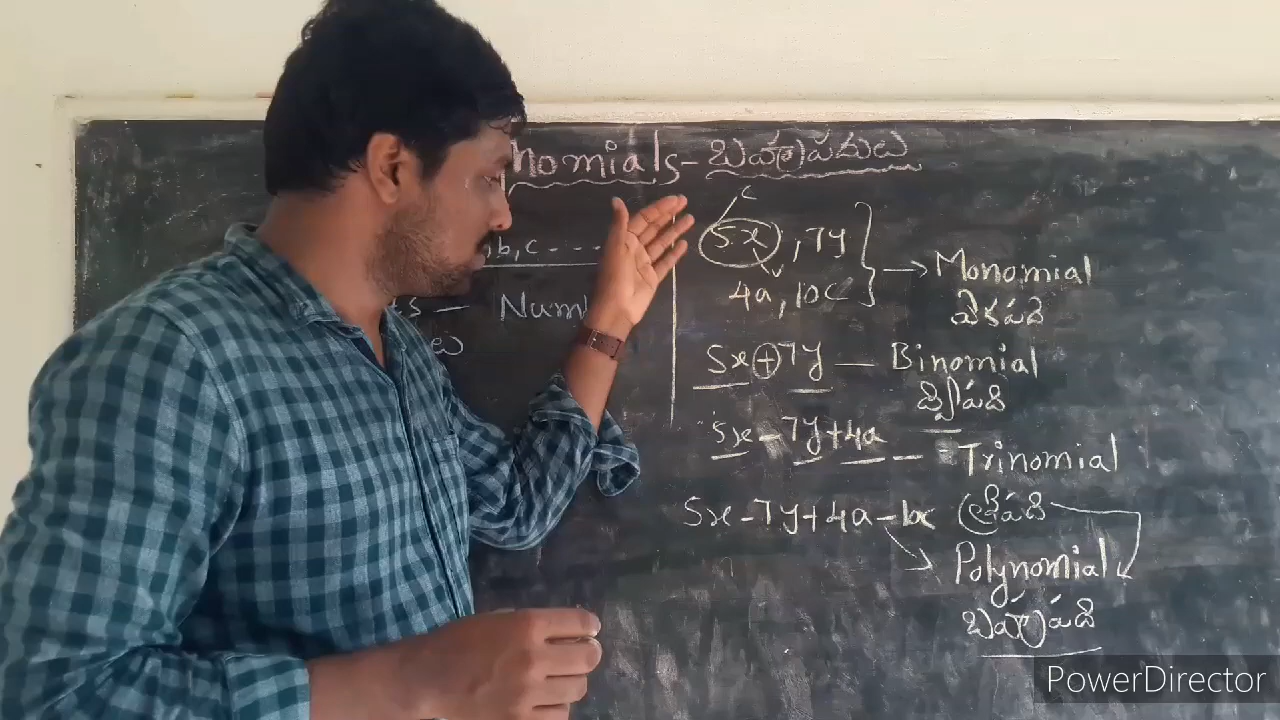 nomials - బహుపదులు
c
,b,c ----
5x , 7y
v
→ Monomial
4a, 10c
ts - Num
ఏకపది
లు
5x + 7y — Binomial
ద్విపది
5x - 7y + 4a — Trinomial
5x - 7y + 4a - త్రిపది
→ Polynomial
బహుపది
PowerDirector